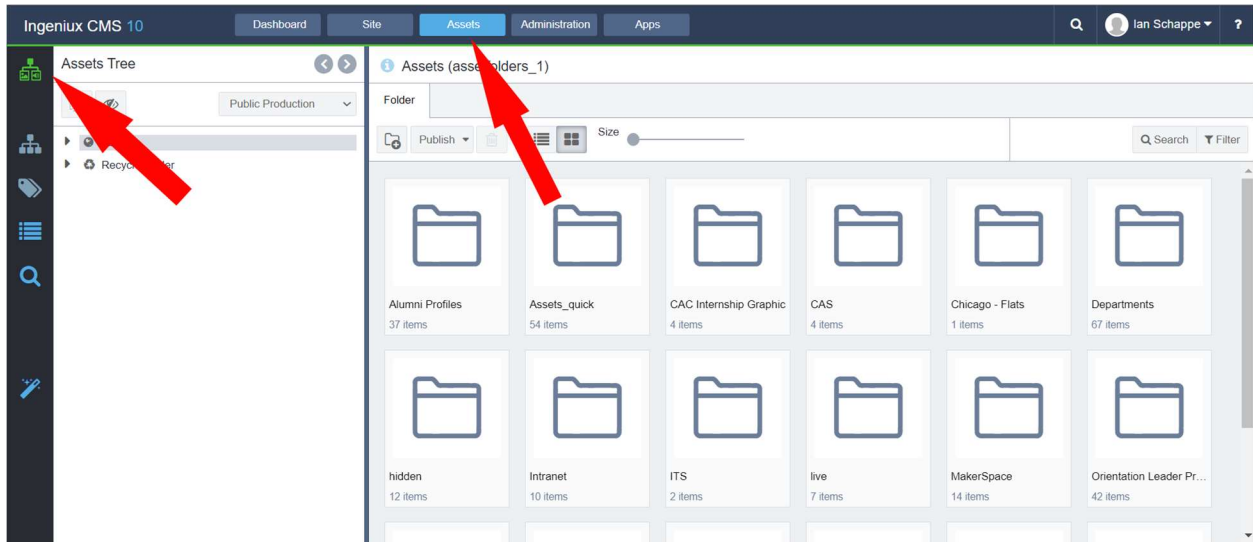 Ingeniux CMS 10
Dashboard
Site
Assets
Administration
Apps
Ian Schappe
?
Assets Tree
Public Production
Assets (assetfolders_1)
Folder
Publish
Size
Search
Filter
Alumni Profiles
37 items
Assets_quick
54 items
CAC Internship Graphic
4 items
CAS
4 items
Chicago - Flats
1 items
Departments
67 items
hidden
12 items
Intranet
10 items
ITS
2 items
live
7 items
MakerSpace
14 items
Orientation Leader Pr...
42 items